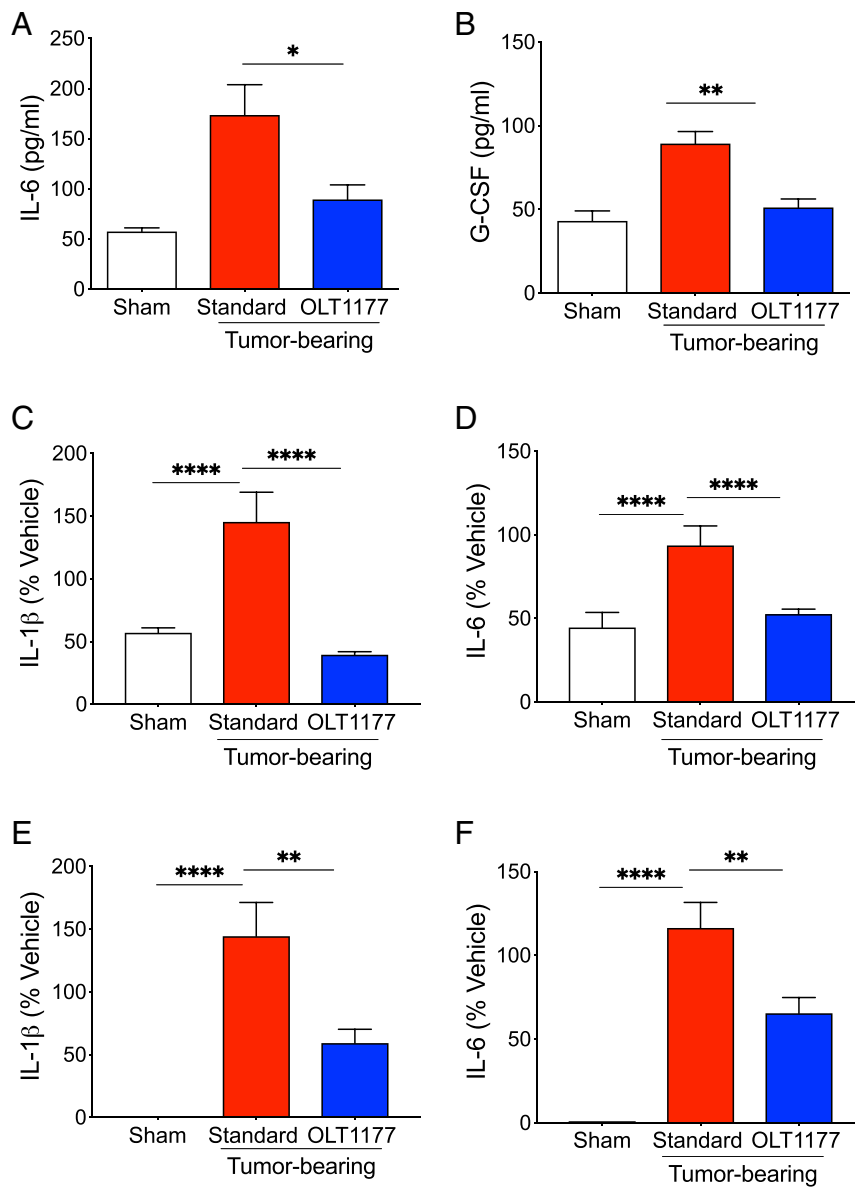 A
IL-6 (pg/ml)
250
200
150
100
50
0
*
Sham Standard OLT1177
Tumor-bearing
B
G-CSF (pg/ml)
150
100
50
0
**
Sham Standard OLT1177
Tumor-bearing
C
IL-1β (% Vehicle)
200
150
100
50
0
**** ****
Sham Standard OLT1177
Tumor-bearing
D
IL-6 (% Vehicle)
150
100
50
0
**** ****
Sham Standard OLT1177
Tumor-bearing
E
IL-1β (% Vehicle)
200
150
100
50
0
**** **
Sham Standard OLT1177
Tumor-bearing
F
IL-6 (% Vehicle)
150
100
50
0
**** **
Sham Standard OLT1177
Tumor-bearing